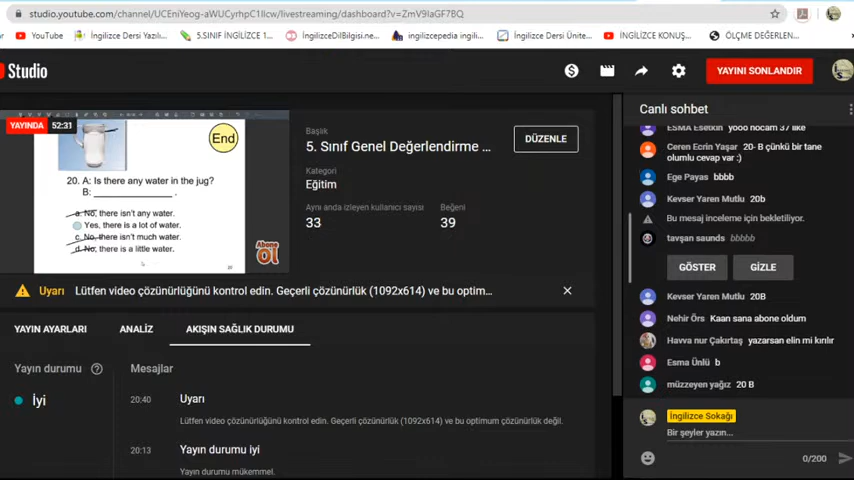 studio.youtube.com/channel/UCEniYeog-aWUCyrhpC1Ilcw/livestreaming/dashboard?v=ZmV9IaGF7BQ
YouTube
İngilizce Dersi Yazılı...
5.SINIF İNGİLİZCE 1...
İngilizceDilBilgisi.ne...
ingilizcepedia ingili...
İngilizce Dersi Ünite...
İNGİLİZCE KONUŞ...
ÖLÇME DEĞERLEN...
Studio
YAYINI SONLANDIR
YAYINDA 52:31
End
20. A: Is there any water in the jug?
B: ______________ .
a. No, there isn't any water.
b. Yes, there is a lot of water.
c. No, there isn't much water.
d. No, there is a little water.
Abone
OL
Başlık
5. Sınıf Genel Değerlendirme ...
DÜZENLE
Kategori
Eğitim
Aynı anda izleyen kullanıcı sayısı
33
Beğeni
39
Uyarı Lütfen video çözünürlüğünü kontrol edin. Geçerli çözünürlük (1092x614) ve bu optim...
YAYIN AYARLARI
ANALİZ
AKIŞIN SAĞLIK DURUMU
Yayın durumu
İyi
Mesajlar
20:40 Uyarı
Lütfen video çözünürlüğünü kontrol edin. Geçerli çözünürlük (1092x614) ve bu optimum çözünürlük değil.
20:13 Yayın durumu iyi
Yayın durumu mükemmel.
Canlı sohbet
ESMA Esebon yooo hocam 37 like
Ceren Ecrin Yaşar 20- B çünkü bir tane
olumlu cevap var :)
Ege Payas bbbb
Kevser Yaren Mutlu 20b
Bu mesaj inceleme için bekletiliyor.
tavşan saunds bbbbb
GÖSTER
GİZLE
Kevser Yaren Mutlu 20B
Nehir Örs Kaan sana abone oldum
Havva nur Çakırtaş yazarsan elin mi kırılır
Esma Ünlü b
müzzeyen yağız 20 B
İngilizce Sokağı
Bir şeyler yazın...
0/200